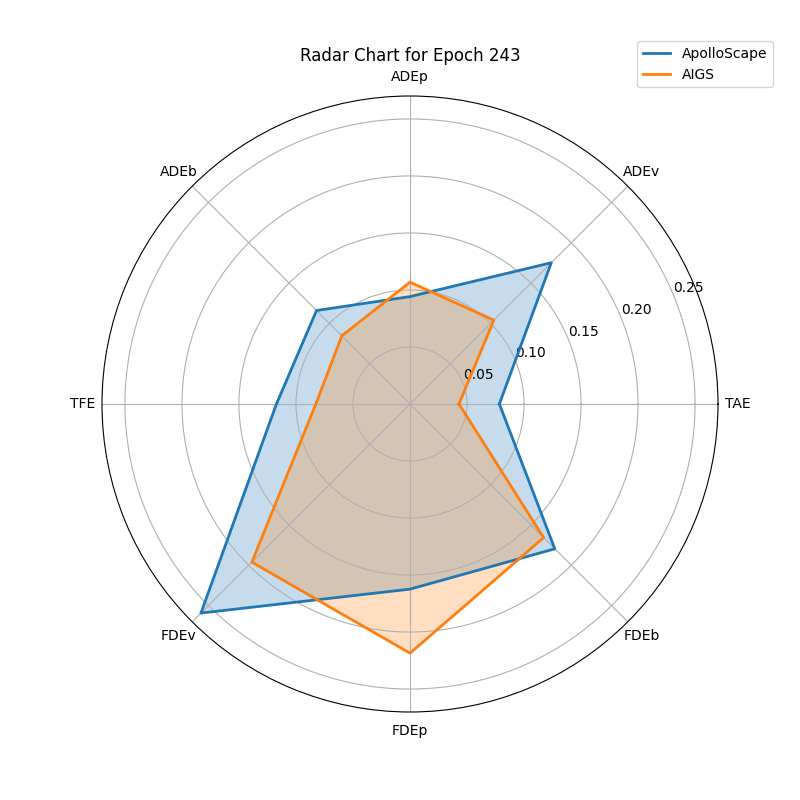 Radar Chart for Epoch 243
ApolloScape
AIGS
ADEp
ADEb
ADEv
0.25
0.20
0.15
0.10
0.05
TFE
TAE
FDEv
FDEb
FDEp